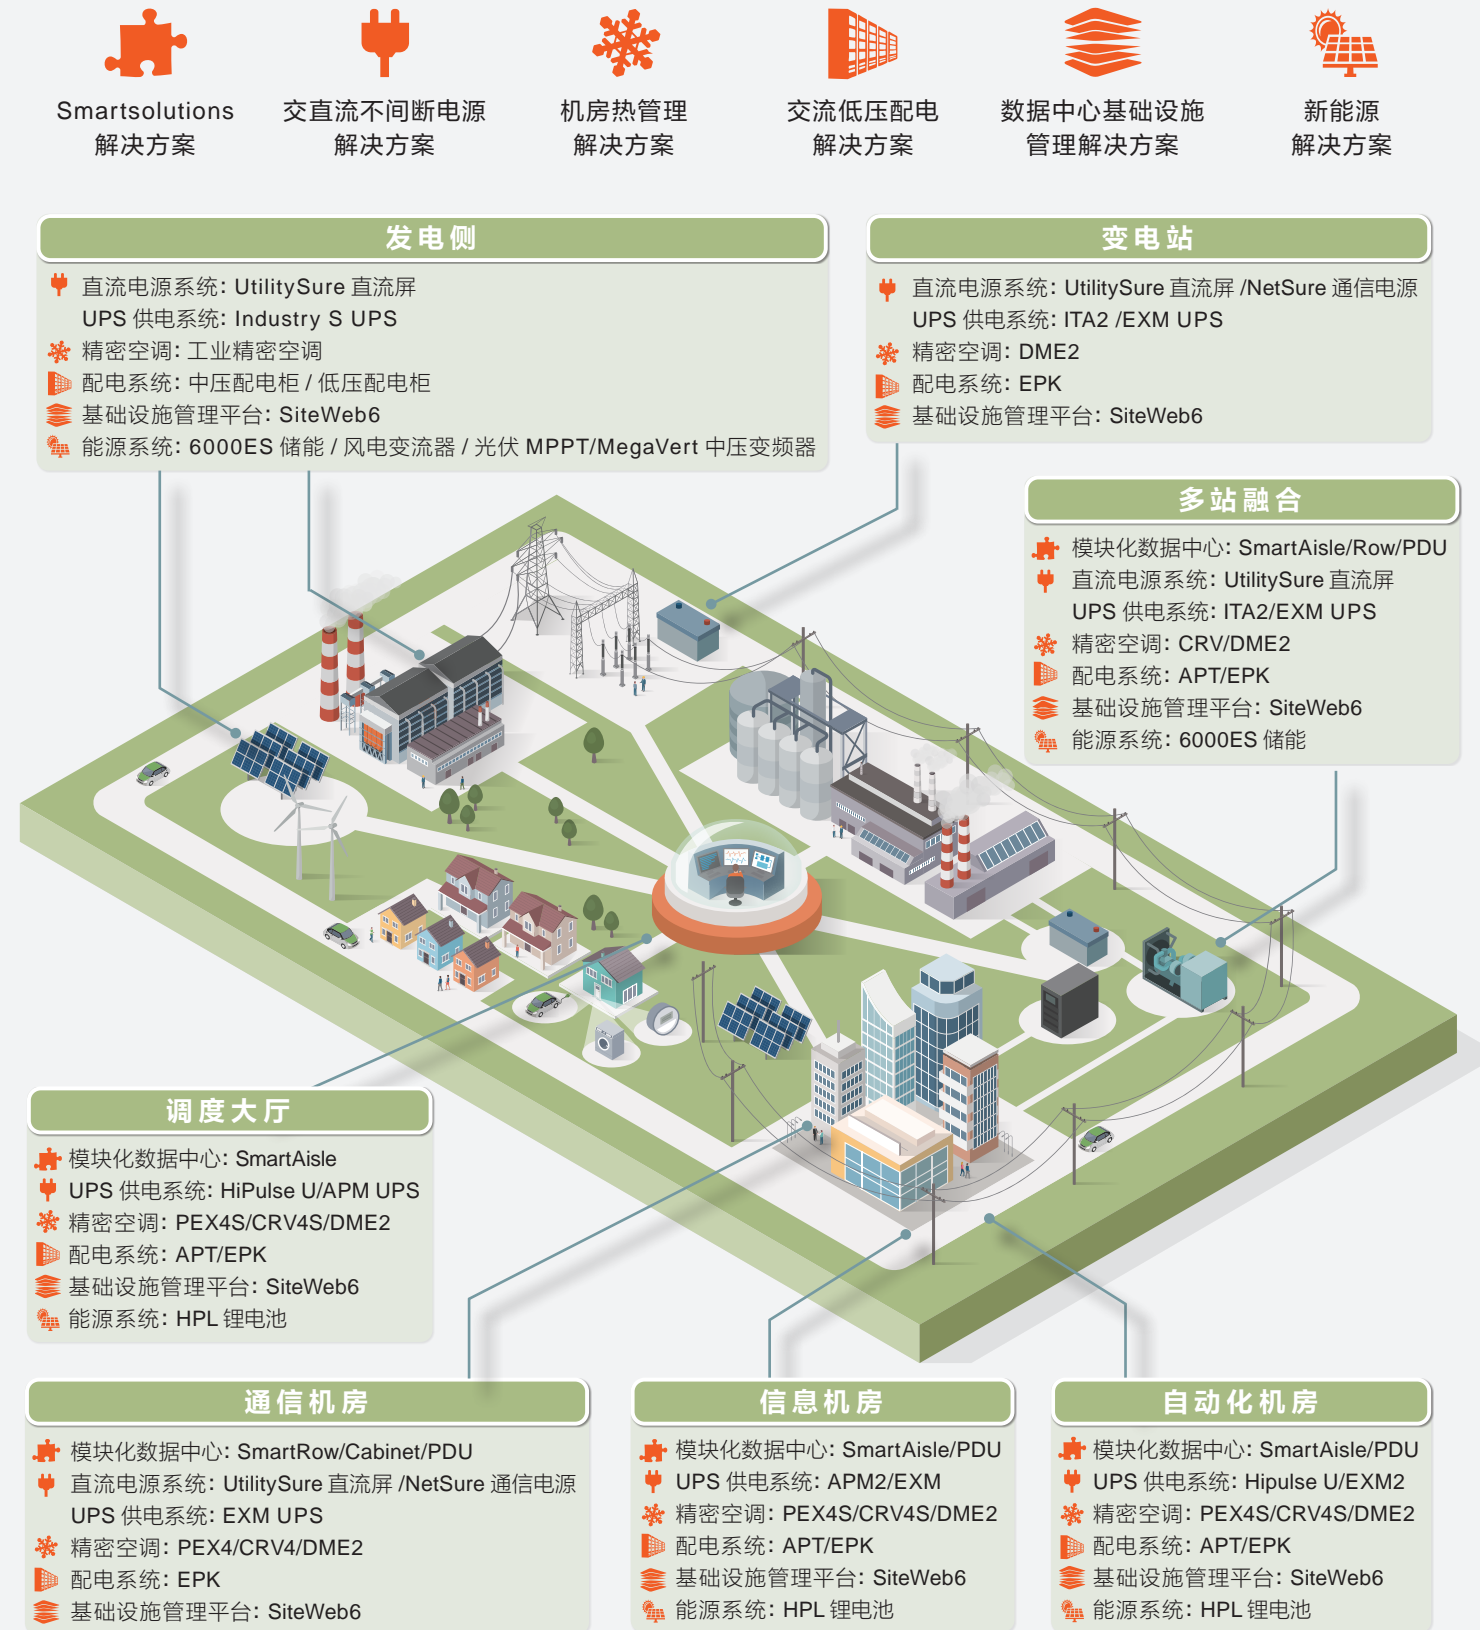 Smartsolutions
解决方案
交直流不间断电源
解决方案
机房热管理
解决方案
交流低压配电
解决方案
数据中心基础设施
管理解决方案
新能源
解决方案
发电侧
直流电源系统：UtilitySure 直流屏
UPS 供电系统：Industry S UPS
精密空调：工业精密空调
配电系统：中压配电柜 / 低压配电柜
基础设施管理平台：SiteWeb6
能源系统：6000ES 储能 / 风电变流器 / 光伏 MPPT/MegaVert 中压变频器
变电站
直流电源系统：UtilitySure 直流屏 /NetSure 通信电源
UPS 供电系统：ITA2 /EXM UPS
精密空调：DME2
配电系统：EPK
基础设施管理平台：SiteWeb6
多站融合
模块化数据中心：SmartAisle/Row/PDU
直流电源系统：UtilitySure 直流屏
UPS 供电系统：ITA2/EXM UPS
精密空调：CRV/DME2
配电系统：APT/EPK
基础设施管理平台：SiteWeb6
能源系统：6000ES 储能
调度大厅
模块化数据中心：SmartAisle
UPS 供电系统：HiPulse U/APM UPS
精密空调：PEX4S/CRV4S/DME2
配电系统：APT/EPK
基础设施管理平台：SiteWeb6
能源系统：HPL 锂电池
通信机房
模块化数据中心：SmartRow/Cabinet/PDU
直流电源系统：UtilitySure 直流屏 /NetSure 通信电源
UPS 供电系统：EXM UPS
精密空调：PEX4/CRV4/DME2
配电系统：EPK
基础设施管理平台：SiteWeb6
信息机房
模块化数据中心：SmartAisle/PDU
UPS 供电系统：APM2/EXM
精密空调：PEX4S/CRV4S/DME2
配电系统：APT/EPK
基础设施管理平台：SiteWeb6
能源系统：HPL 锂电池
自动化机房
模块化数据中心：SmartAisle/PDU
UPS 供电系统：Hipulse U/EXM2
精密空调：PEX4S/CRV4S/DME2
配电系统：APT/EPK
基础设施管理平台：SiteWeb6
能源系统：HPL 锂电池